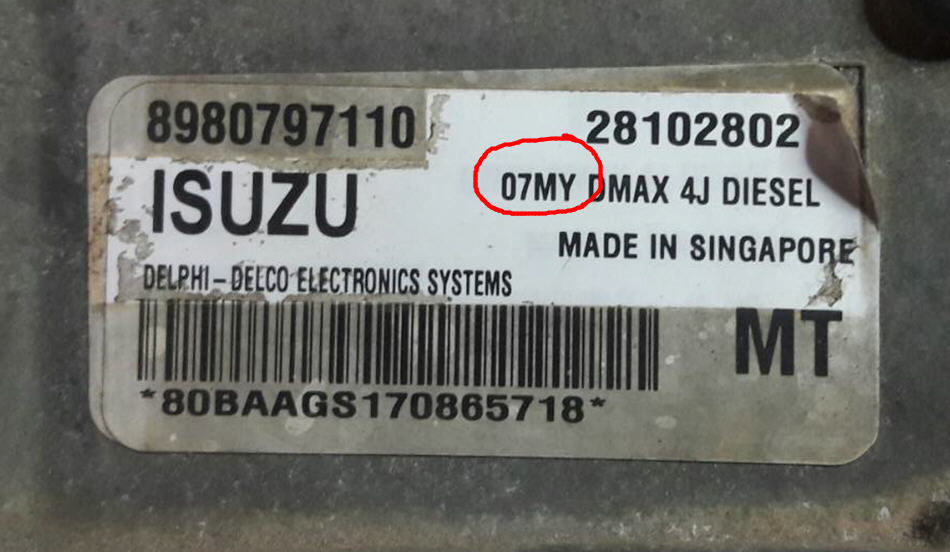 8980797110 28102802
ISUZU 07MY DMAX 4J DIESEL
MADE IN SINGAPORE
DELPHI-DELCO ELECTRONICS SYSTEMS
MT
*80BAAGS170865718*